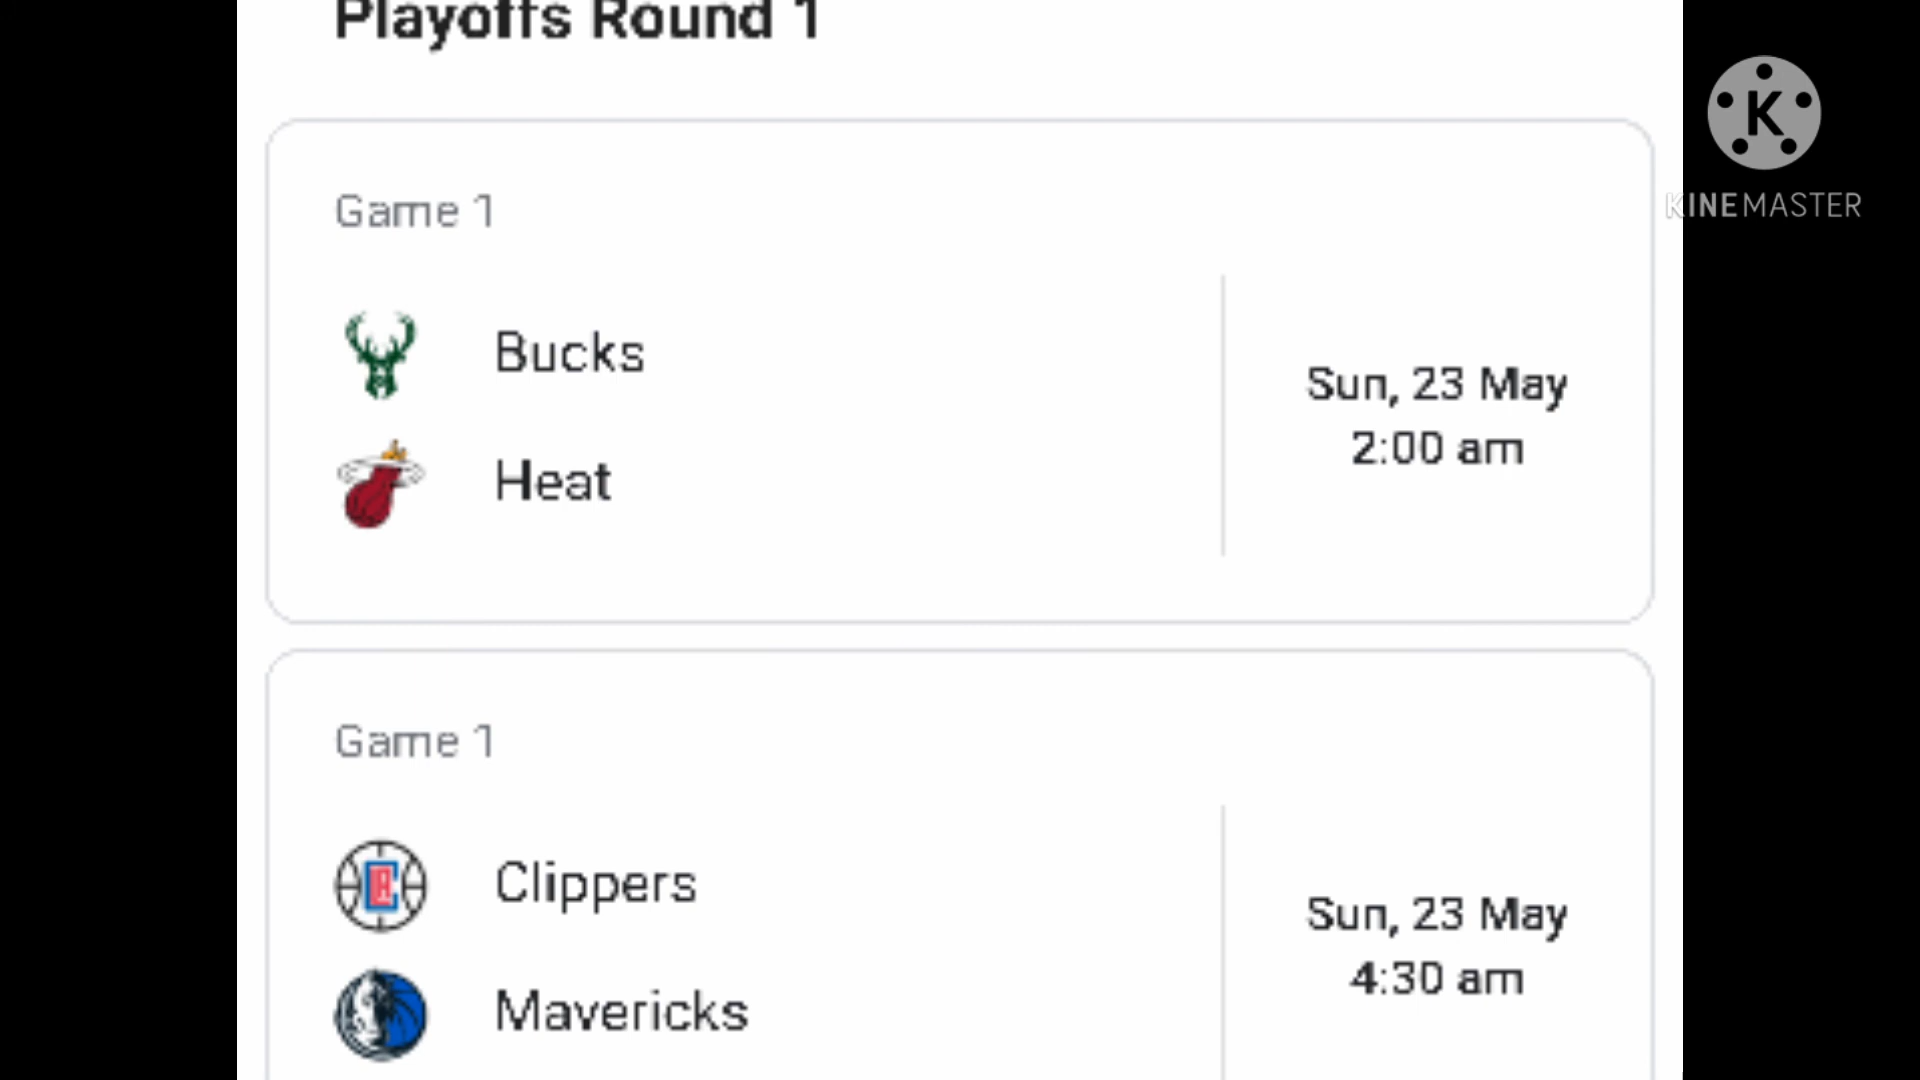 Playoffs Round 1
Game 1
Bucks
Heat
Sun, 23 May
2:00 am
Game 1
Clippers
Mavericks
Sun, 23 May
4:30 am
K
KINEMASTER